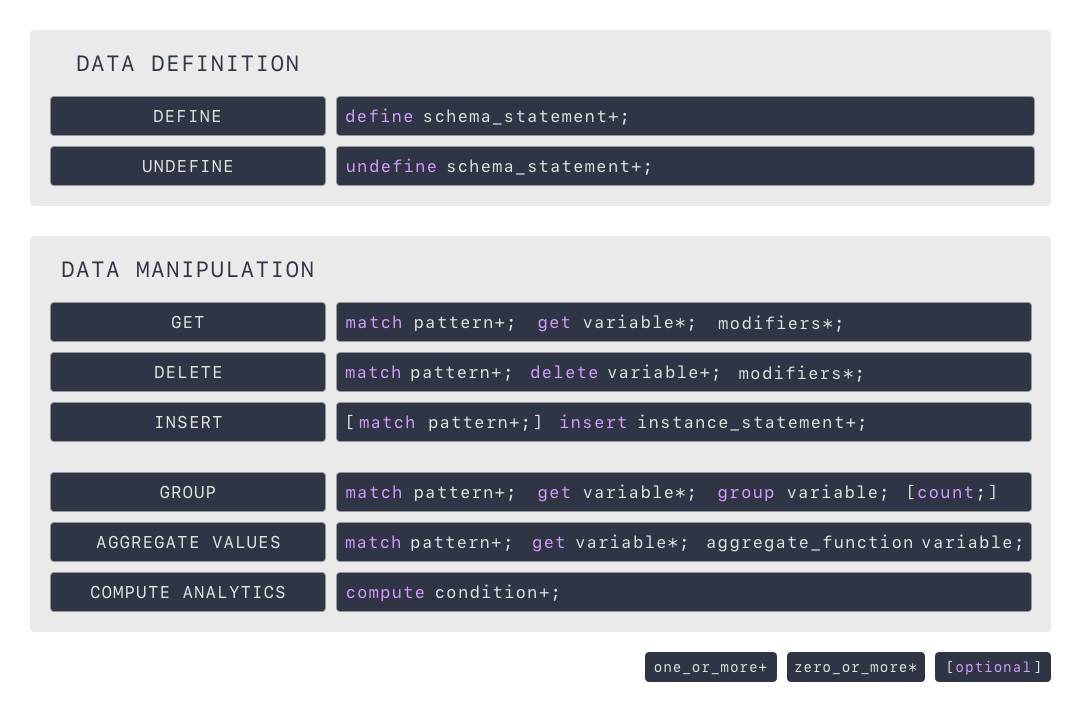 DATA DEFINITION
DEFINE define schema_statement+;
UNDEFINE undefine schema_statement+;
DATA MANIPULATION
GET match pattern+; get variable*; modifiers*;
DELETE match pattern+; delete variable+; modifiers*;
INSERT [match pattern+;] insert instance_statement+;
GROUP match pattern+; get variable*; group variable; [count;]
AGGREGATE VALUES match pattern+; get variable*; aggregate_function variable;
COMPUTE ANALYTICS compute condition+;
one_or_more+ zero_or_more* [optional]